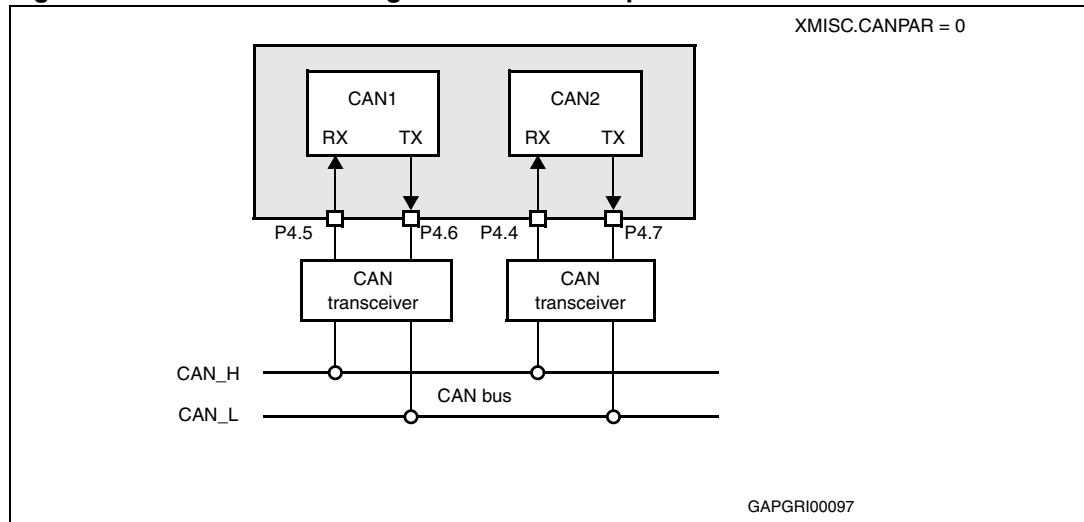 XMISC.CANPAR = 0
CAN1
CAN2
RX
TX
RX
TX
P4.5
P4.6
P4.4
P4.7
CAN
transceiver
CAN
transceiver
CAN_H
CAN bus
CAN_L
GAPGRI00097